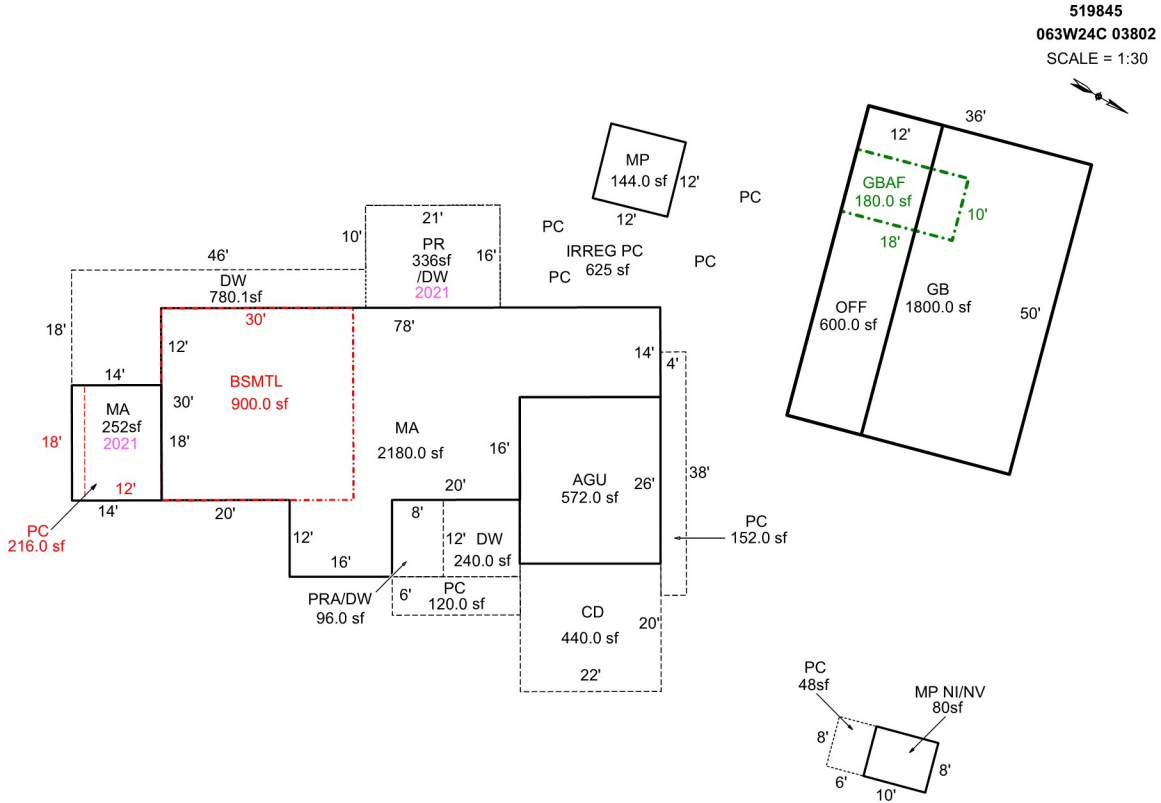 519845
063W24C 03802
SCALE = 1:30
36'
12'
GBAF
180.0 sf
10'
18'
GB
1800.0 sf
OFF
600.0 sf
50'
MP
144.0 sf
12'
12'
PC
PC
IRREG PC
625 sf
PC
PC
21'
10'
PR
336sf
/DW
2021
16'
46'
DW
780.1sf
18'
30'
78'
12'
14'
4'
14'
BSMTL
900.0 sf
30'
MA
252sf
2021
18'
18'
MA
2180.0 sf
16'
AGU
572.0 sf
26'
38'
12'
14'
20'
20'
8'
PC
216.0 sf
12'
12'
DW
240.0 sf
PC
152.0 sf
16'
PRA/DW
96.0 sf
6'
PC
120.0 sf
CD
440.0 sf
20'
22'
PC
48sf
MP NI/NV
80sf
8'
6'
10'
8'